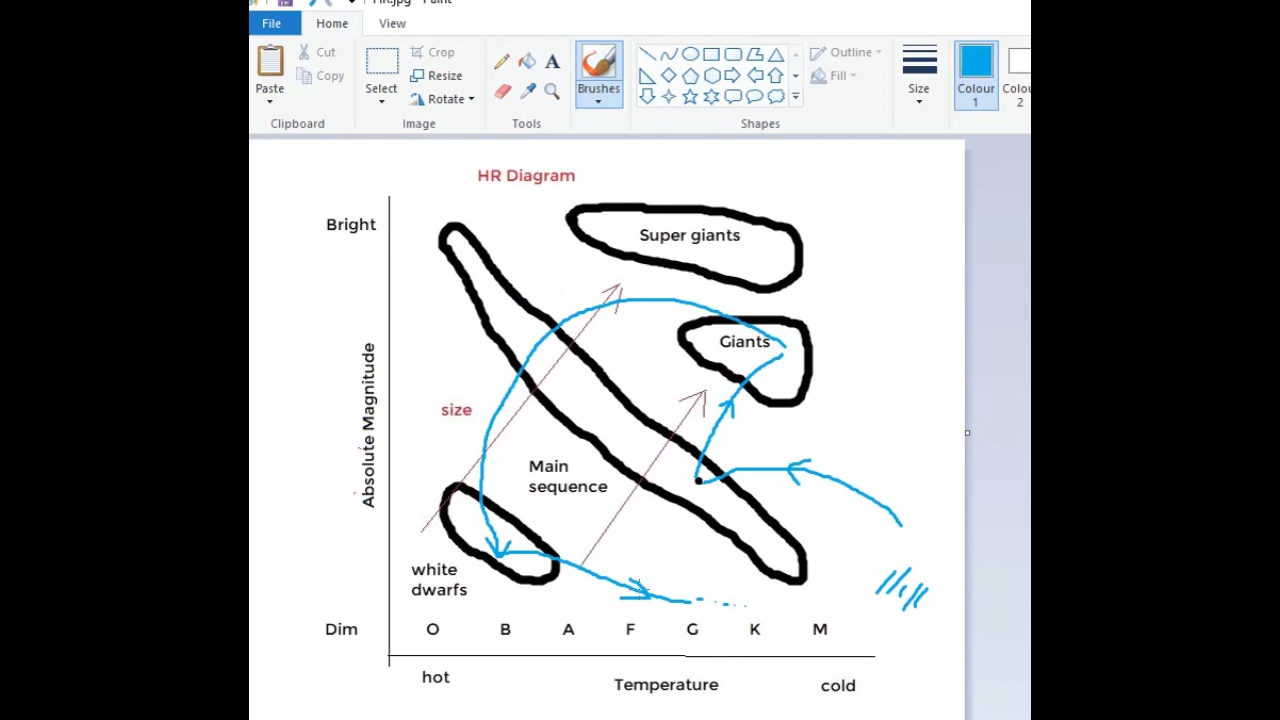 File
Home
View
Paste
Cut
Copy
Clipboard
Select
Crop
Resize
Rotate
Image
A
Tools
Brushes
Outline
Fill
Shapes
Size
Colour
1
2
HR Diagram
Bright
Super giants
Giants
Absolute Magnitude
size
Main
sequence
white
dwarfs
Dim
O B A F G K M
hot
Temperature
cold